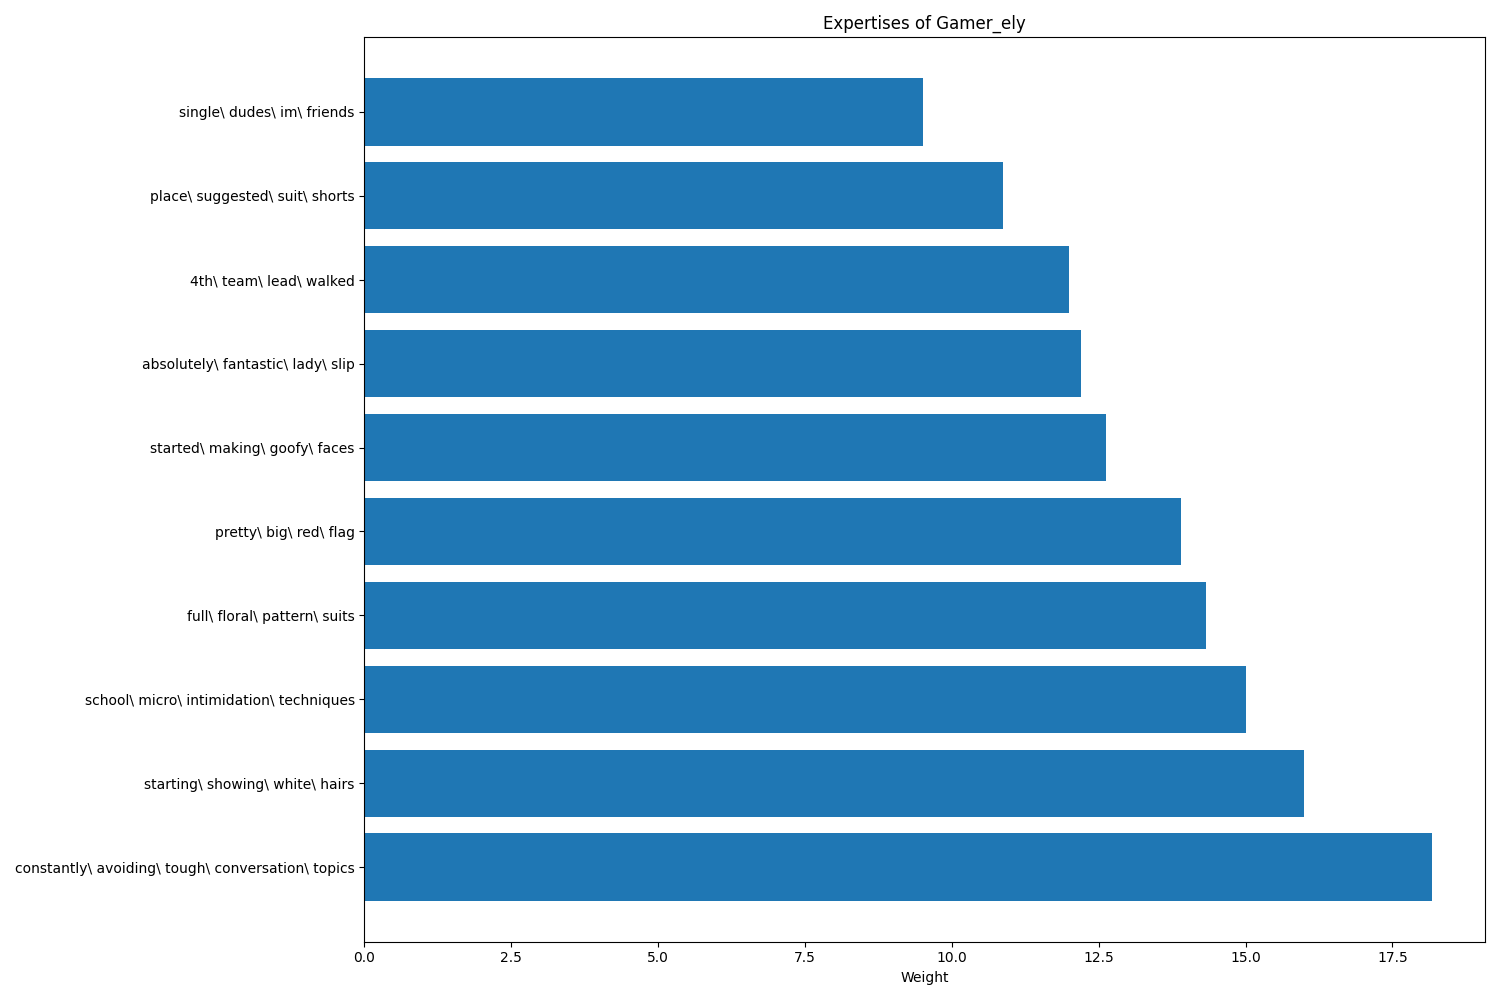 Expertises of Gamer_ely
single\ dudes\ im\ friends
place\ suggested\ suit\ shorts
4th\ team\ lead\ walked
absolutely\ fantastic\ lady\ slip
started\ making\ goofy\ faces
pretty\ big\ red\ flag
full\ floral\ pattern\ suits
school\ micro\ intimidation\ techniques
starting\ showing\ white\ hairs
constantly\ avoiding\ tough\ conversation\ topics
0.0 2.5 5.0 7.5 10.0 12.5 15.0 17.5
Weight